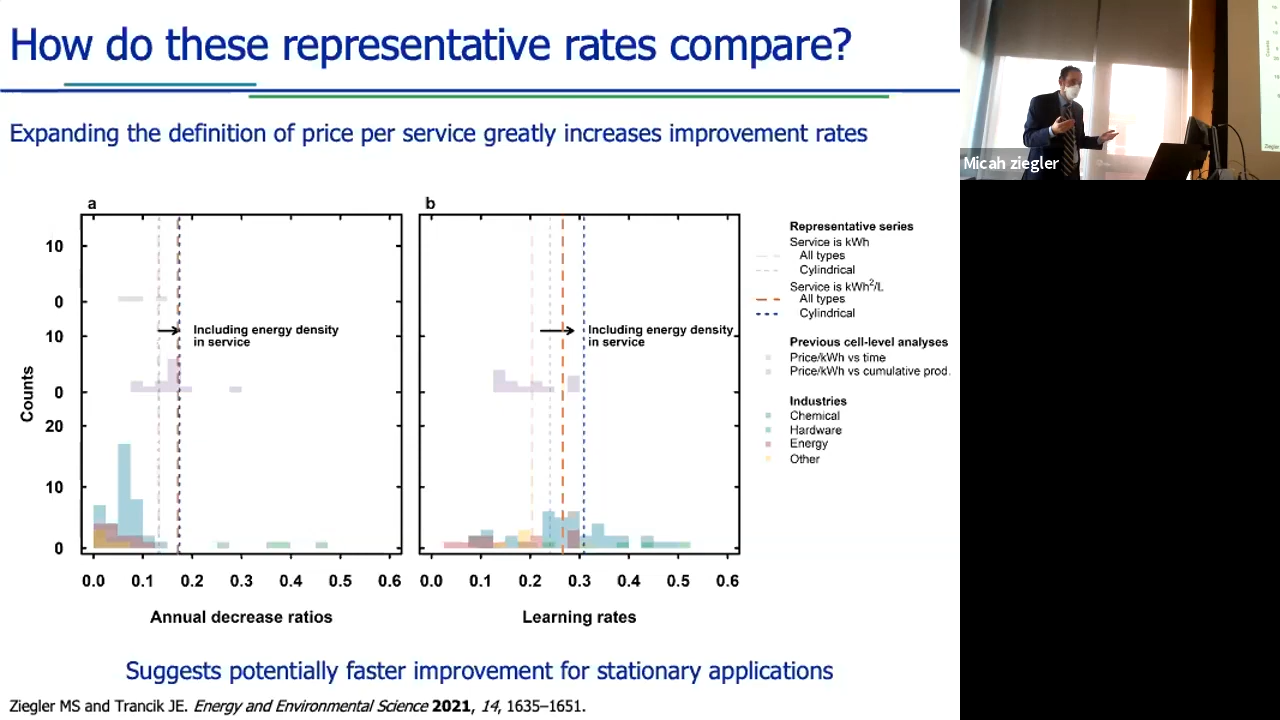 How do these representative rates compare?
Expanding the definition of price per service greatly increases improvement rates
Micah ziegler
a
b
10
0
10
0
20
10
0
Counts
Including energy density
in service
Including energy density
in service
0.0 0.1 0.2 0.3 0.4 0.5 0.6
0.0 0.1 0.2 0.3 0.4 0.5 0.6
Annual decrease ratios
Learning rates
Representative series
Service is kWh
All types
Cylindrical
Service is kWh²/L
All types
Cylindrical
Previous cell-level analyses
Price/kWh vs time
Price/kWh vs cumulative prod.
Industries
Chemical
Hardware
Energy
Other
Suggests potentially faster improvement for stationary applications
Ziegler MS and Trancik JE. Energy and Environmental Science 2021, 14, 1635–1651.